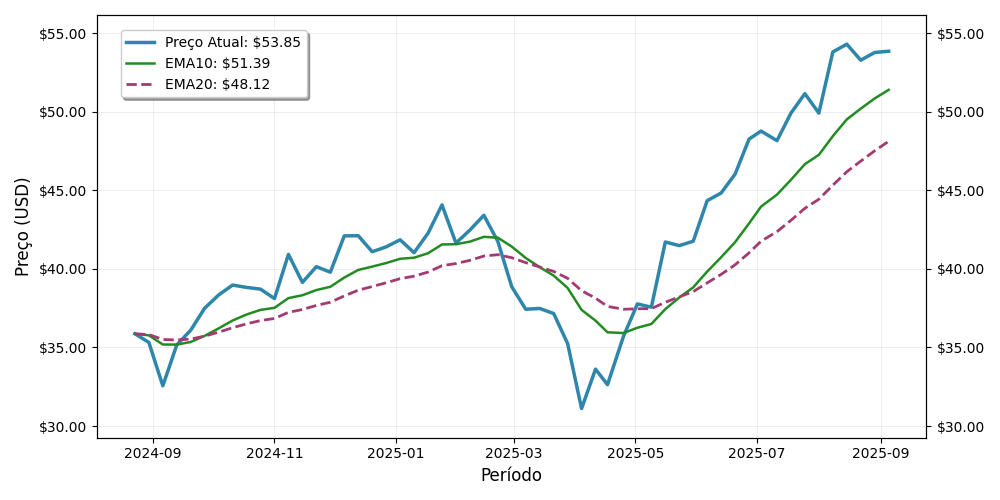 Preço Atual: $53.85
EMA10: $51.39
EMA20: $48.12
$55.00
$50.00
$45.00
$40.00
$35.00
$30.00
Preço (USD)
$55.00
$50.00
$45.00
$40.00
$35.00
$30.00
2024-09 2024-11 2025-01 2025-03 2025-05 2025-07 2025-09
Período